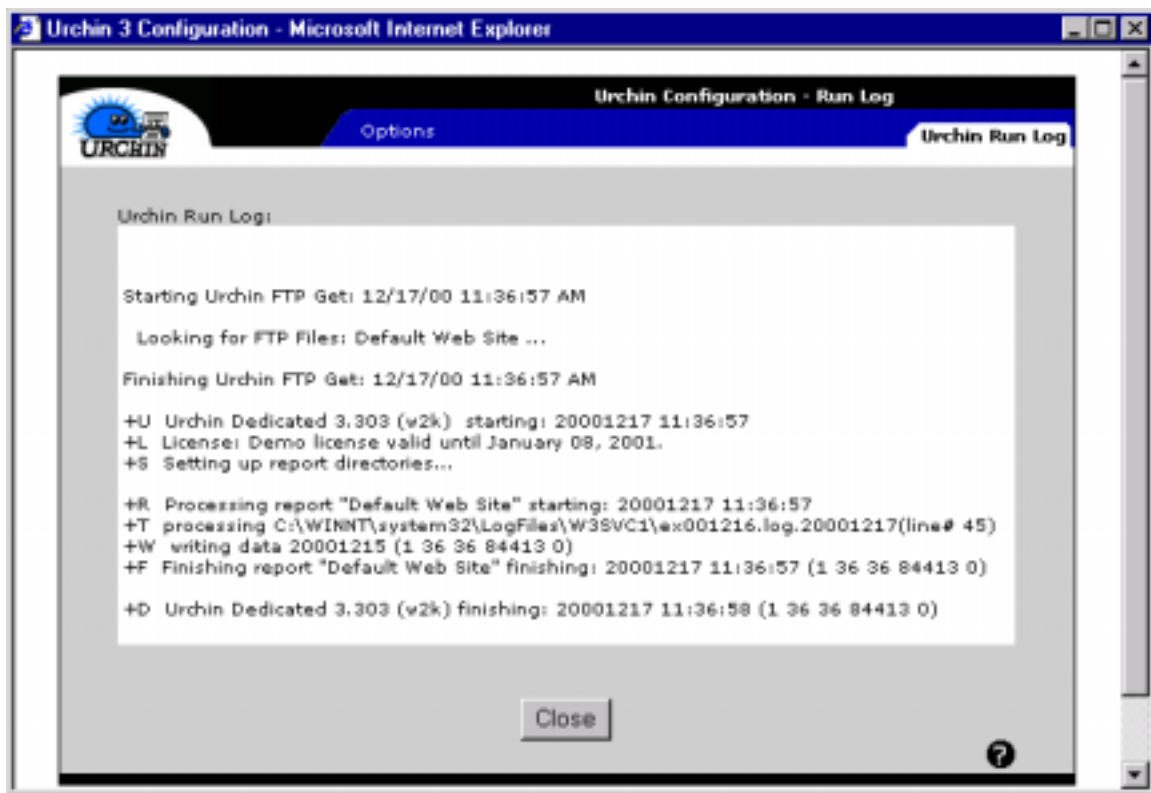 Urchin 3 Configuration - Microsoft Internet Explorer
Urchin Configuration - Run Log
URCHIN
Options
Urchin Run Log
Urchin Run Log:
Starting Urchin FTP Get: 12/17/00 11:36:57 AM
Looking for FTP Files: Default Web Site ...
Finishing Urchin FTP Get: 12/17/00 11:36:57 AM
+U Urchin Dedicated 3.303 (w2k) starting: 20001217 11:36:57
+L License: Demo license valid until January 08, 2001.
+S Setting up report directories...
+R Processing report "Default Web Site" starting: 20001217 11:36:57
+T processing C:\WINNT\system32\LogFiles\W3SVC1\ex001216.log.20001217(line# 45)
+W writing data 20001215 (1 36 36 84413 0)
+F Finishing report "Default Web Site" finishing: 20001217 11:36:57 (1 36 36 84413 0)
+D Urchin Dedicated 3.303 (w2k) finishing: 20001217 11:36:58 (1 36 36 84413 0)
Close
?